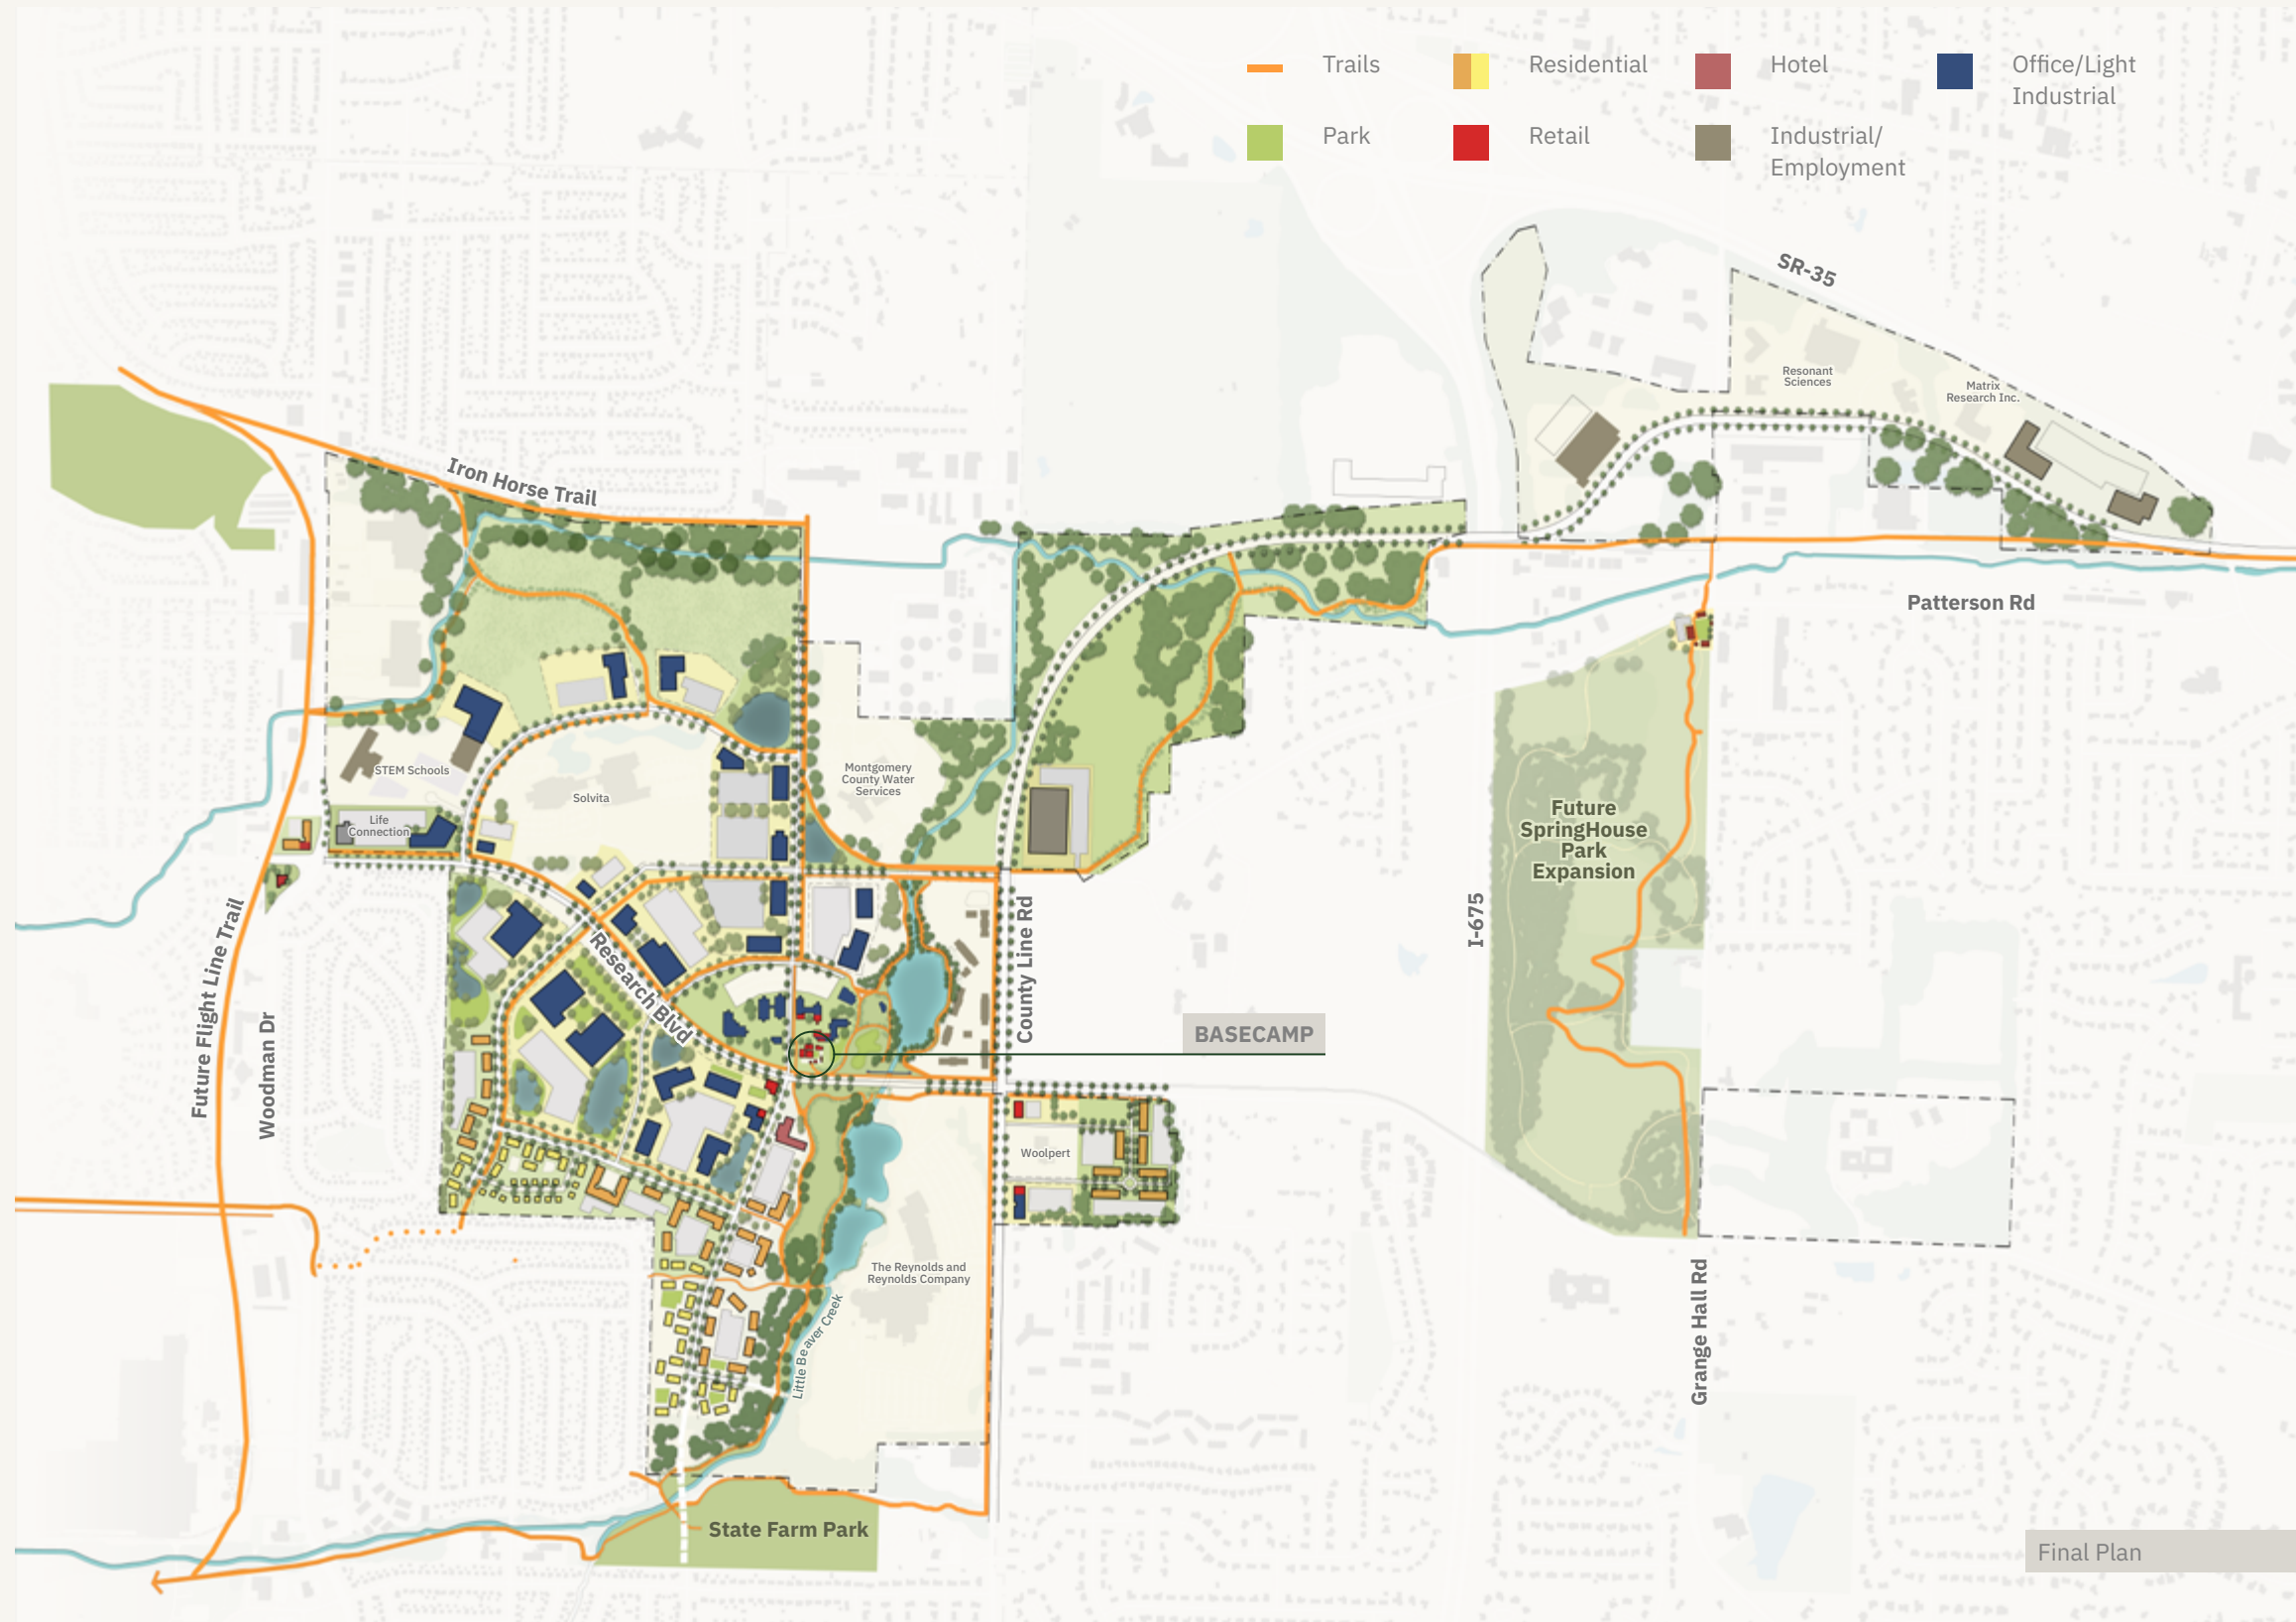 Trails
Residential
Hotel
Office/Light
Industrial
Park
Retail
Industrial/
Employment
SR-35
Resonant
Sciences
Matrix
Research Inc.
Iron Horse Trail
Patterson Rd
STEM Schools
Solvita
Montgomery
County Water
Services
Life
Connection
Future
SpringHouse
Park
Expansion
Future Flight Line Trail
Woodman Dr
Research Blvd
County Line Rd
I-675
BASECAMP
Woolpert
The Reynolds and
Reynolds Company
Little Beaver Creek
Grange Hall Rd
State Farm Park
Final Plan